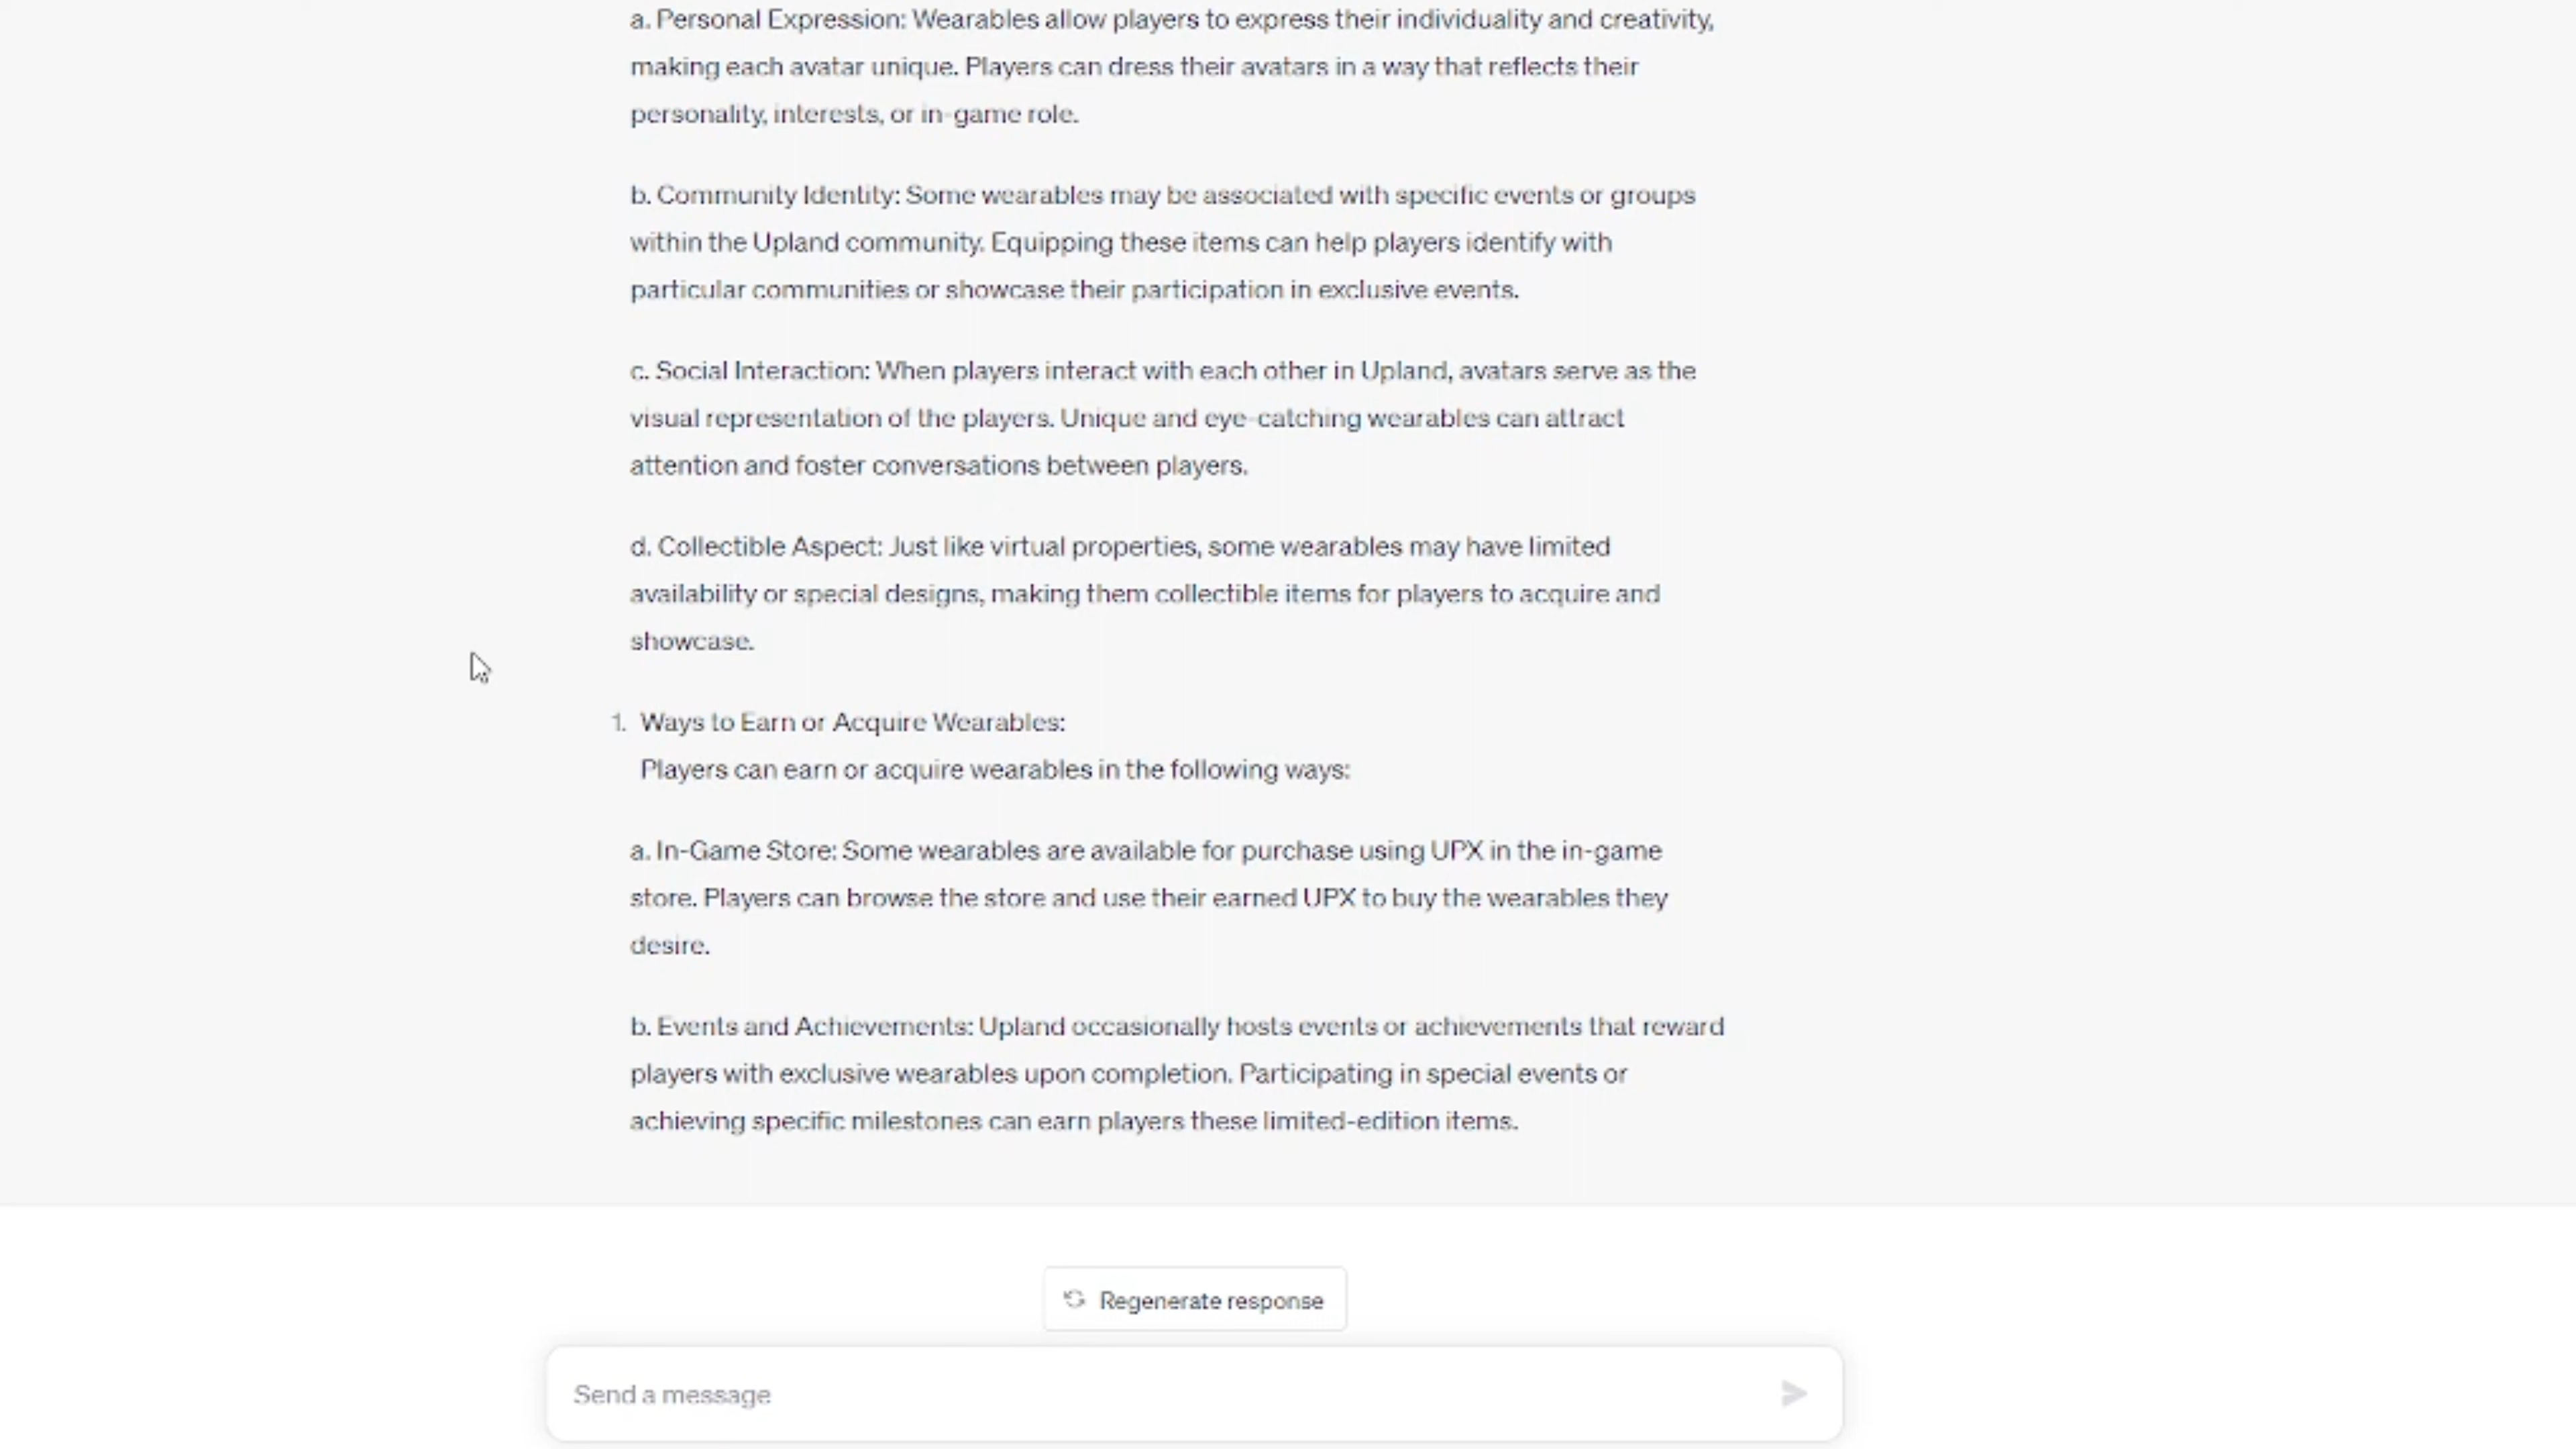 a. Personal Expression: Wearables allow players to express their individuality and creativity,
making each avatar unique. Players can dress their avatars in a way that reflects their
personality, interests, or in-game role.
b. Community Identity: Some wearables may be associated with specific events or groups
within the Upland community. Equipping these items can help players identify with
particular communities or showcase their participation in exclusive events.
c. Social Interaction: When players interact with each other in Upland, avatars serve as the
visual representation of the players. Unique and eye-catching wearables can attract
attention and foster conversations between players.
d. Collectible Aspect: Just like virtual properties, some wearables may have limited
availability or special designs, making them collectible items for players to acquire and
showcase.
1. Ways to Earn or Acquire Wearables:
Players can earn or acquire wearables in the following ways:
a. In-Game Store: Some wearables are available for purchase using UPX in the in-game
store. Players can browse the store and use their earned UPX to buy the wearables they
desire.
b. Events and Achievements: Upland occasionally hosts events or achievements that reward
players with exclusive wearables upon completion. Participating in special events or
achieving specific milestones can earn players these limited-edition items.
Regenerate response
Send a message